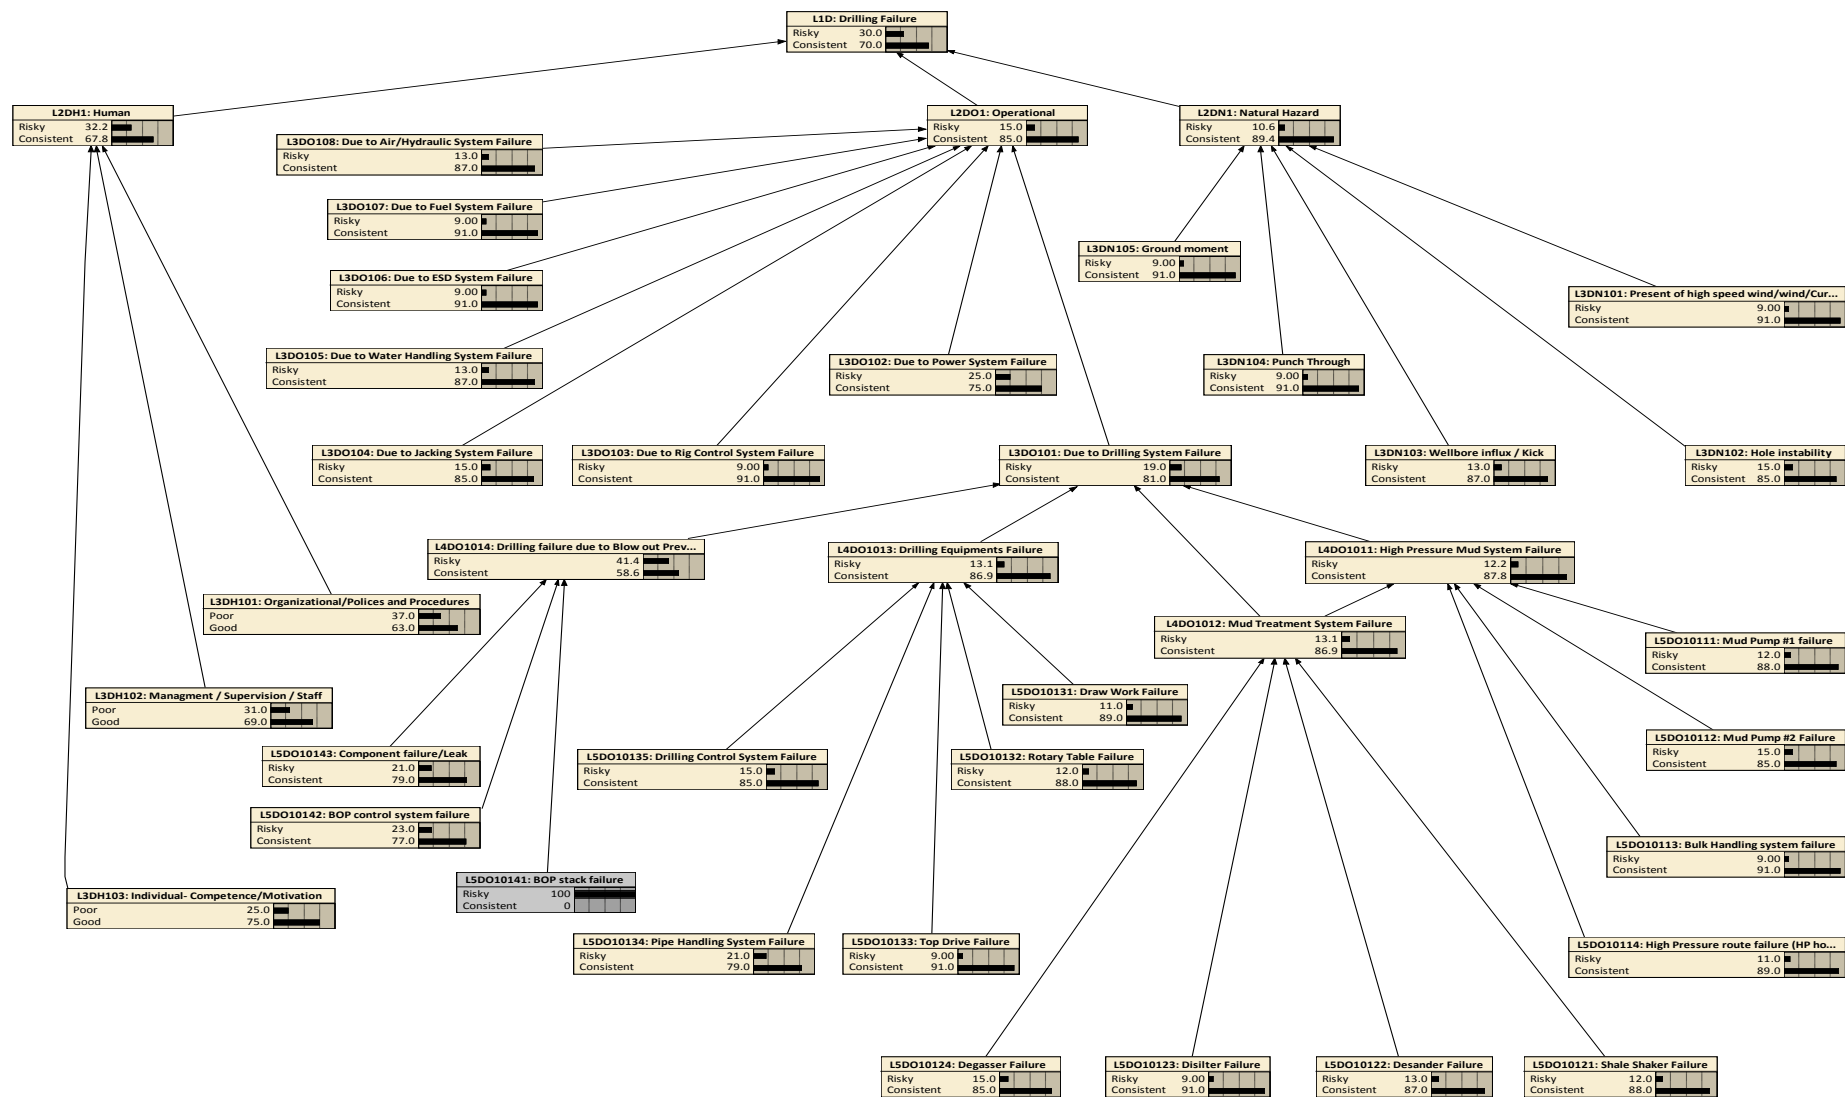 L1D: Drilling Failure
Risky 30.0
Consistent 70.0
L2DH1: Human
Risky 32.2
Consistent 67.8
L2DO1: Operational
Risky 15.0
Consistent 85.0
L2DN1: Natural Hazard
Risky 10.6
Consistent 89.4
L3DO108: Due to Air/Hydraulic System Failure
Risky 13.0
Consistent 87.0
L3DO107: Due to Fuel System Failure
Risky 9.00
Consistent 91.0
L3DN105: Ground moment
Risky 9.00
Consistent 91.0
L3DO106: Due to ESD System Failure
Risky 9.00
Consistent 91.0
L3DN101: Present of high speed wind/wind/Cur...
Risky 9.00
Consistent 91.0
L3DO105: Due to Water Handling System Failure
Risky 13.0
Consistent 87.0
L3DO102: Due to Power System Failure
Risky 25.0
Consistent 75.0
L3DN104: Punch Through
Risky 9.00
Consistent 91.0
L3DO104: Due to Jacking System Failure
Risky 15.0
Consistent 85.0
L3DO103: Due to Rig Control System Failure
Risky 9.00
Consistent 91.0
L3DO101: Due to Drilling System Failure
Risky 19.0
Consistent 81.0
L3DN103: Wellbore influx / Kick
Risky 13.0
Consistent 87.0
L3DN102: Hole instability
Risky 15.0
Consistent 85.0
L4DO1014: Drilling failure due to Blow out Prev...
Risky 41.4
Consistent 58.6
L4DO1013: Drilling Equipments Failure
Risky 13.1
Consistent 86.9
L4DO1011: High Pressure Mud System Failure
Risky 12.2
Consistent 87.8
L3DH101: Organizational/Polices and Procedures
Poor 37.0
Good 63.0
L4DO1012: Mud Treatment System Failure
Risky 13.1
Consistent 86.9
L5DO10111: Mud Pump #1 failure
Risky 12.0
Consistent 88.0
L3DH102: Managment / Supervision / Staff
Poor 31.0
Good 69.0
L5DO10131: Draw Work Failure
Risky 11.0
Consistent 89.0
L5DO10112: Mud Pump #2 Failure
Risky 15.0
Consistent 85.0
L5DO10143: Component failure/Leak
Risky 21.0
Consistent 79.0
L5DO10135: Drilling Control System Failure
Risky 15.0
Consistent 85.0
L5DO10132: Rotary Table Failure
Risky 12.0
Consistent 88.0
L5DO10142: BOP control system failure
Risky 23.0
Consistent 77.0
L5DO10113: Bulk Handling system failure
Risky 9.00
Consistent 91.0
L5DO10141: BOP stack failure
Risky 100
Consistent 0
L3DH103: Individual- Competence/Motivation
Poor 25.0
Good 75.0
L5DO10134: Pipe Handling System Failure
Risky 21.0
Consistent 79.0
L5DO10133: Top Drive Failure
Risky 9.00
Consistent 91.0
L5DO10114: High Pressure route failure (HP ho...
Risky 11.0
Consistent 89.0
L5DO10124: Degasser Failure
Risky 15.0
Consistent 85.0
L5DO10123: Disilter Failure
Risky 9.00
Consistent 91.0
L5DO10122: Desander Failure
Risky 13.0
Consistent 87.0
L5DO10121: Shale Shaker Failure
Risky 12.0
Consistent 88.0